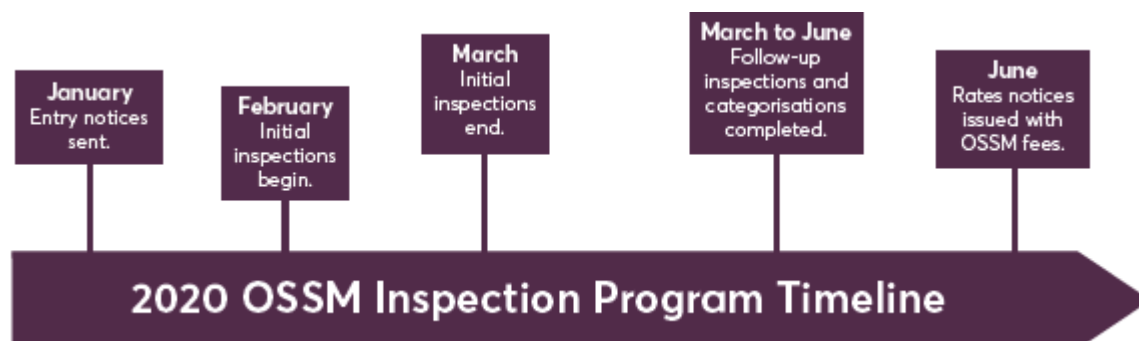 January
Entry notices
sent.
February
Initial
inspections
begin.
March
Initial
inspections
end.
March to June
Follow-up
inspections and
categorisations
completed.
June
Rates notices
issued with
OSSM fees.
2020 OSSM Inspection Program Timeline